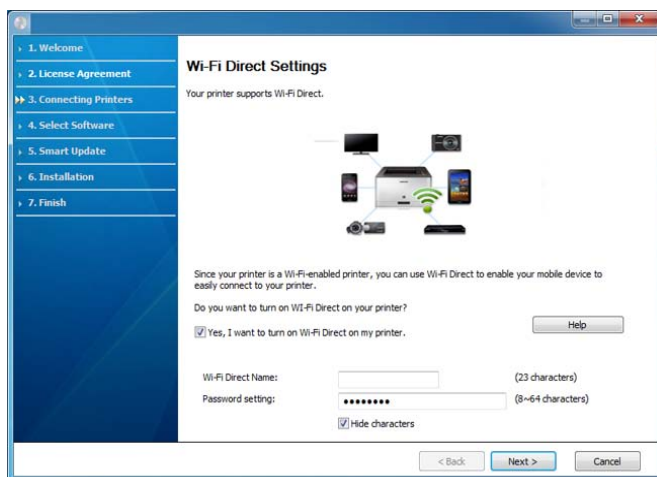 1. Welcome
2. License Agreement
3. Connecting Printers
4. Select Software
5. Smart Update
6. Installation
7. Finish
Wi-Fi Direct Settings
Your printer supports Wi-Fi Direct.
Since your printer is a Wi-Fi-enabled printer, you can use Wi-Fi Direct to enable your mobile device to
easily connect to your printer.
Do you want to turn on WI-Fi Direct on your printer?
Yes, I want to turn on Wi-Fi Direct on my printer.
Help
Wi-Fi Direct Name: (23 characters)
Password setting: •••••••• (8~64 characters)
Hide characters
< Back Next > Cancel